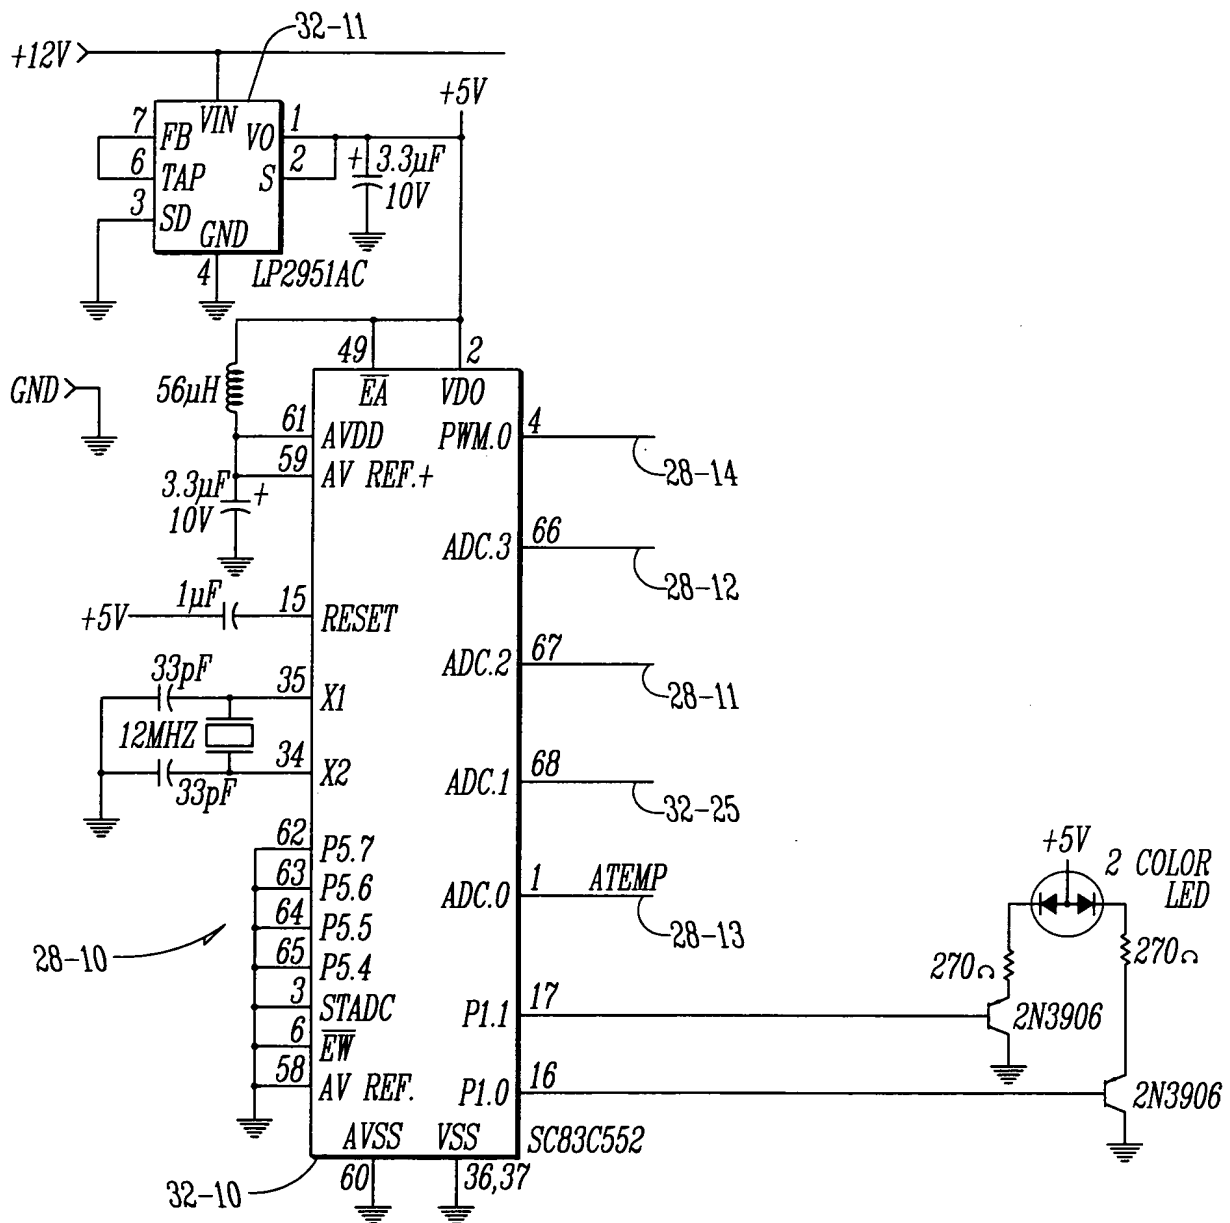 32-11
+12V
+5V
VIN
7 FB VO 1
6 TAP S 2
3 SD
GND
4
LP2951AC
+ 3.3µF
10V
49 2
GND
56µH
EA VDO
61 AVDD PWM.0 4
28-14
59 AV REF.+
3.3µF +
10V
ADC.3 66
28-12
1µF
+5V 15 RESET
ADC.2 67
28-11
33pF
35 X1
12MHZ
34 X2
33pF
ADC.1 68
32-25
62 P5.7
63 P5.6
64 P5.5
65 P5.4
3 STADC
6 EW
58 AV REF.
28-10
ADC.0 1 ATEMP
28-13
+5V
2 COLOR
LED
270Ω
270Ω
P1.1 17
2N3906
P1.0 16
2N3906
AVSS VSS
SC83C552
60 36,37
32-10